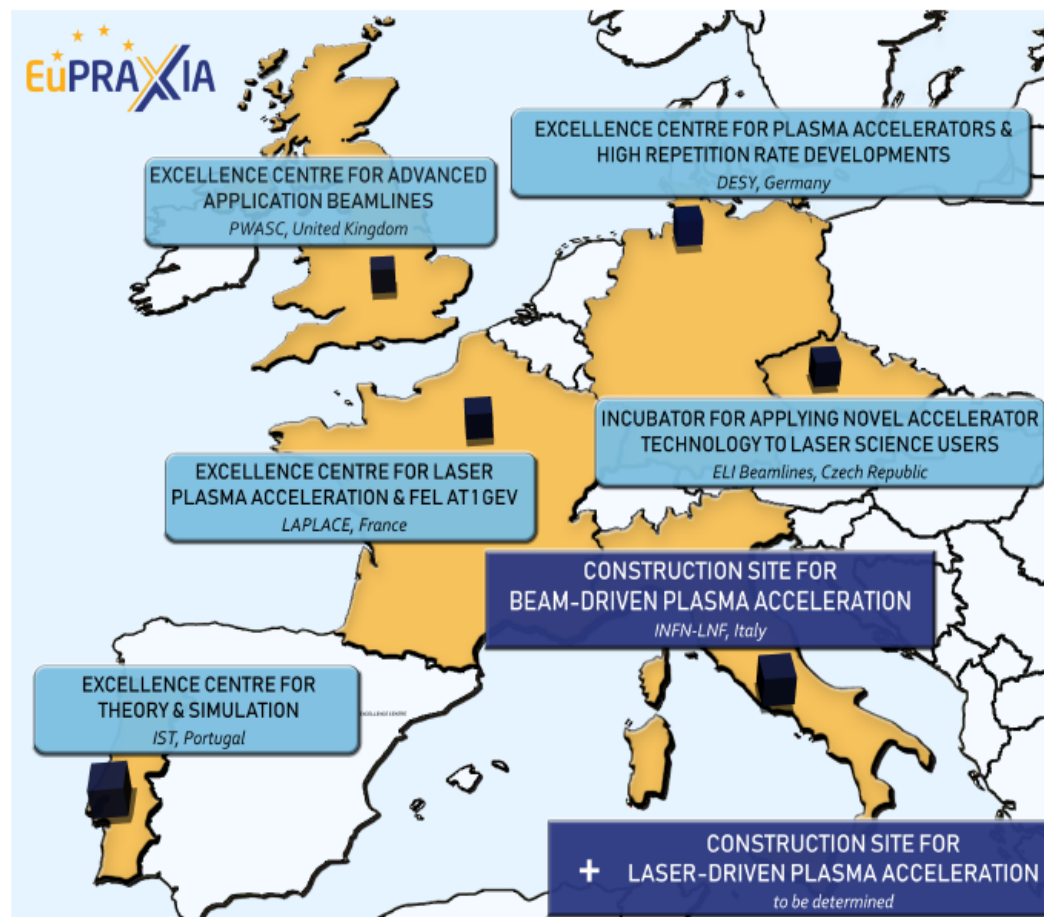 EuPRAXIA
EXCELLENCE CENTRE FOR PLASMA ACCELERATORS &
HIGH REPETITION RATE DEVELOPMENTS
DESY, Germany
EXCELLENCE CENTRE FOR ADVANCED
APPLICATION BEAMLINES
PWASC, United Kingdom
INCUBATOR FOR APPLYING NOVEL ACCELERATOR
TECHNOLOGY TO LASER SCIENCE USERS
ELI Beamlines, Czech Republic
EXCELLENCE CENTRE FOR LASER
PLASMA ACCELERATION & FEL AT 1 GEV
LAPLACE, France
CONSTRUCTION SITE FOR
BEAM-DRIVEN PLASMA ACCELERATION
INFN-LNF, Italy
EXCELLENCE CENTRE FOR
THEORY & SIMULATION
IST, Portugal
EXCELLENCE CENTRE
+ CONSTRUCTION SITE FOR
LASER-DRIVEN PLASMA ACCELERATION
to be determined